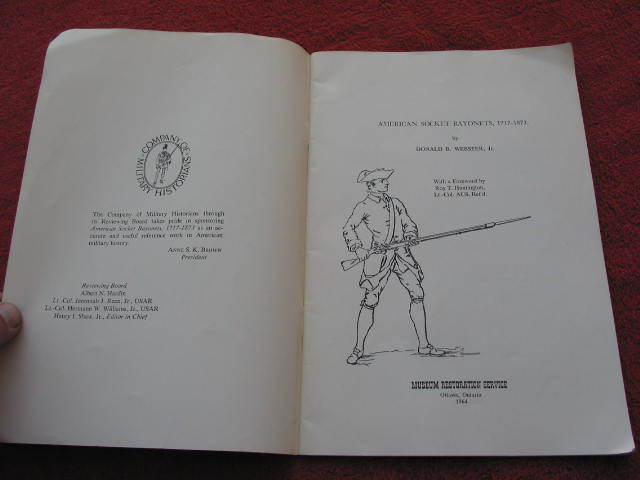 COMPANY OF
MILITARY HISTORIANS
The Company of Military Historians through
its Reviewing Board takes pride in sponsoring
American Socket Bayonets, 1717-1873 as an ac-
curate and useful reference work in American
military history.
ANNE S. K. BROWN
President
Reviewing Board
Albert N. Hardin
Lt.-Col. Jeremiah J. Reen, Jr., USAR
Lt.-Col. Hermann W. Williams, Jr., USAR
Henry I. Shaw, Jr., Editor in Chief
AMERICAN SOCKET BAYONETS, 1717-1873.
by
DONALD B. WEBSTER, Jr.
With a Foreword by
Roy T. Huntington,
Lt.-Col. AUS, Ret'd.
MUSEUM RESTORATION SERVICE
Ottawa, Ontario
1964